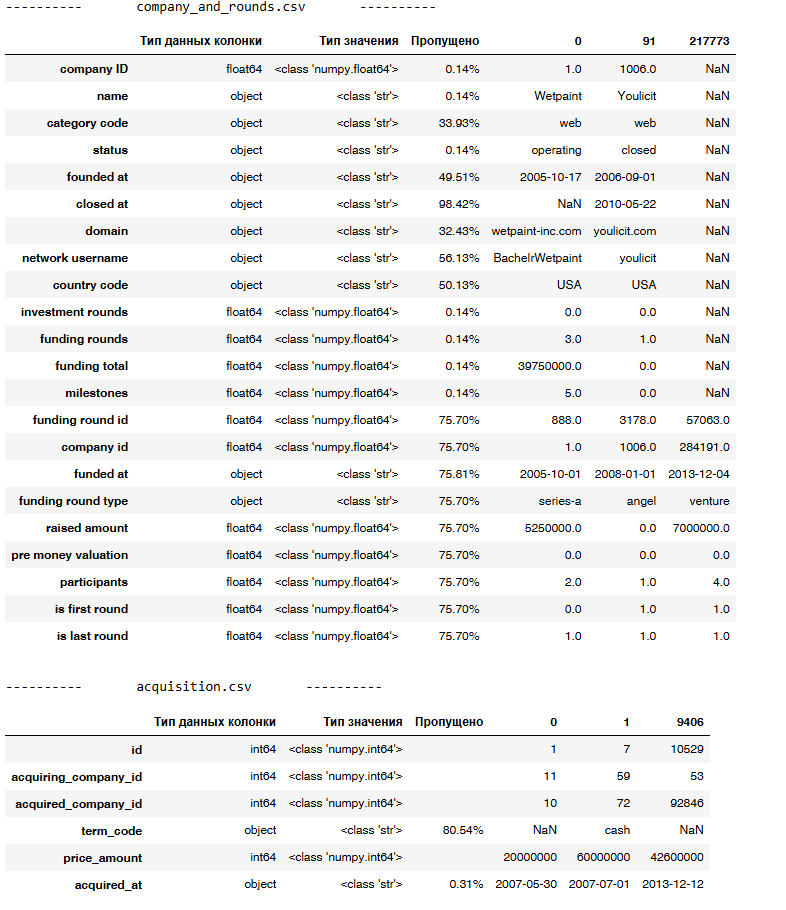 ---------- company_and_rounds.csv ----------
Тип данных колонки Тип значения Пропущено 0 91 217773
company ID float64 <class 'numpy.float64'> 0.14% 1.0 1006.0 NaN
name object <class 'str'> 0.14% Wetpaint Youlicit NaN
category code object <class 'str'> 33.93% web web NaN
status object <class 'str'> 0.14% operating closed NaN
founded at object <class 'str'> 49.51% 2005-10-17 2006-09-01 NaN
closed at object <class 'str'> 98.42% NaN 2010-05-22 NaN
domain object <class 'str'> 32.43% wetpaint-inc.com youlicit.com NaN
network username object <class 'str'> 56.13% BachelrWetpaint youlicit NaN
country code object <class 'str'> 50.13% USA USA NaN
investment rounds float64 <class 'numpy.float64'> 0.14% 0.0 0.0 NaN
funding rounds float64 <class 'numpy.float64'> 0.14% 3.0 1.0 NaN
funding total float64 <class 'numpy.float64'> 0.14% 39750000.0 0.0 NaN
milestones float64 <class 'numpy.float64'> 0.14% 5.0 0.0 NaN
funding round id float64 <class 'numpy.float64'> 75.70% 888.0 3178.0 57063.0
company id float64 <class 'numpy.float64'> 75.70% 1.0 1006.0 284191.0
funded at object <class 'str'> 75.81% 2005-10-01 2008-01-01 2013-12-04
funding round type object <class 'str'> 75.70% series-a angel venture
raised amount float64 <class 'numpy.float64'> 75.70% 5250000.0 0.0 7000000.0
pre money valuation float64 <class 'numpy.float64'> 75.70% 0.0 0.0 0.0
participants float64 <class 'numpy.float64'> 75.70% 2.0 1.0 4.0
is first round float64 <class 'numpy.float64'> 75.70% 0.0 1.0 1.0
is last round float64 <class 'numpy.float64'> 75.70% 1.0 1.0 1.0
---------- acquisition.csv ----------
Тип данных колонки Тип значения Пропущено 0 1 9406
id int64 <class 'numpy.int64'> 1 7 10529
acquiring_company_id int64 <class 'numpy.int64'> 11 59 53
acquired_company_id int64 <class 'numpy.int64'> 10 72 92846
term_code object <class 'str'> 80.54% NaN cash NaN
price_amount int64 <class 'numpy.int64'> 20000000 60000000 42600000
acquired_at object <class 'str'> 0.31% 2007-05-30 2007-07-01 2013-12-12